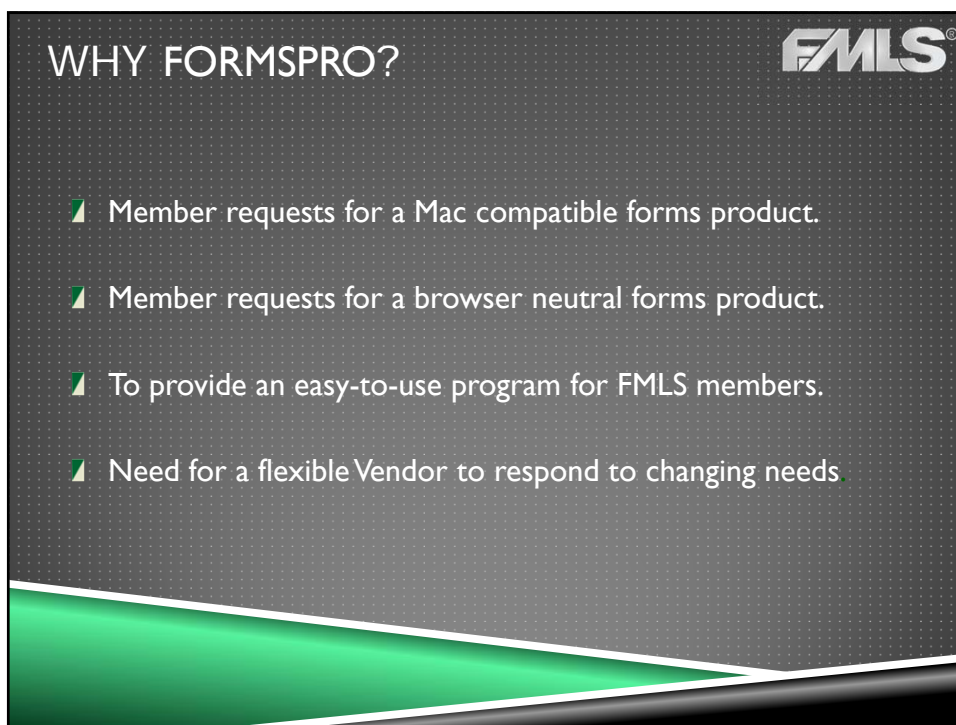 WHY FORMSPRO?
FMLS®
Member requests for a Mac compatible forms product.
Member requests for a browser neutral forms product.
To provide an easy-to-use program for FMLS members.
Need for a flexible Vendor to respond to changing needs.